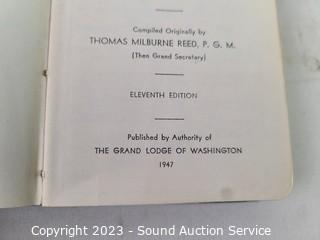 Compiled Originally by
THOMAS MILBURNE REED, P. G. M.
(Then Grand Secretary)
ELEVENTH EDITION
Published by Authority of
THE GRAND LODGE OF WASHINGTON
1947
Copyright 2023 - Sound Auction Service